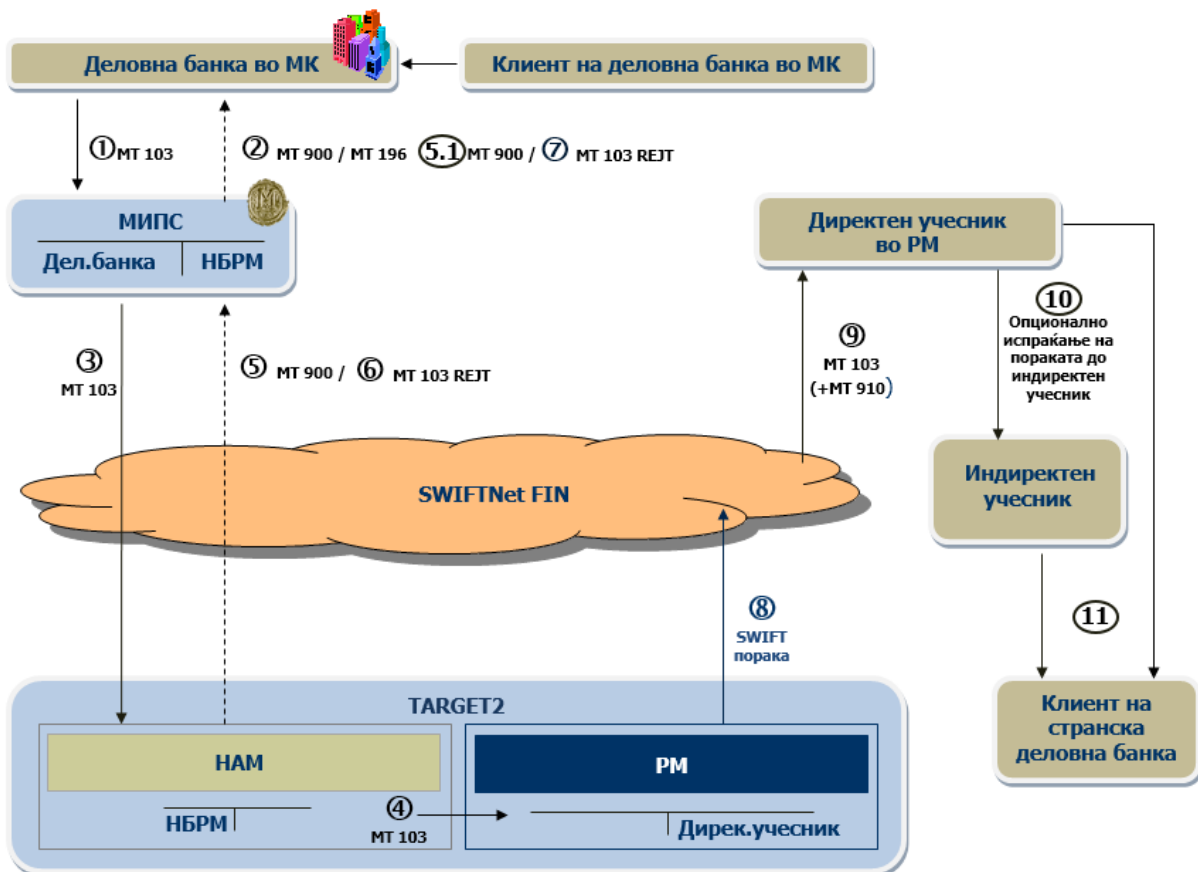 Деловна банка во МК
Клиент на деловна банка во МК
① МТ 103
② МТ 900 / МТ 196 5.1 МТ 900 / ⑦ МТ 103 REJT
МИПС
Дел.банка НБРМ
Директен учесник
во РМ
③
МТ 103
⑤ МТ 900 / ⑥ МТ 103 REJT
⑨
МТ 103
(+МТ 910)
10
Опционално
испраќање на
пораката до
индиректен
учесник
SWIFTNet FIN
Индиректен
учесник
⑧
SWIFT
порака
11
TARGET2
НАМ
РМ
НБРМ
④
МТ 103
Дирек.учесник
Клиент на
странска
деловна банка